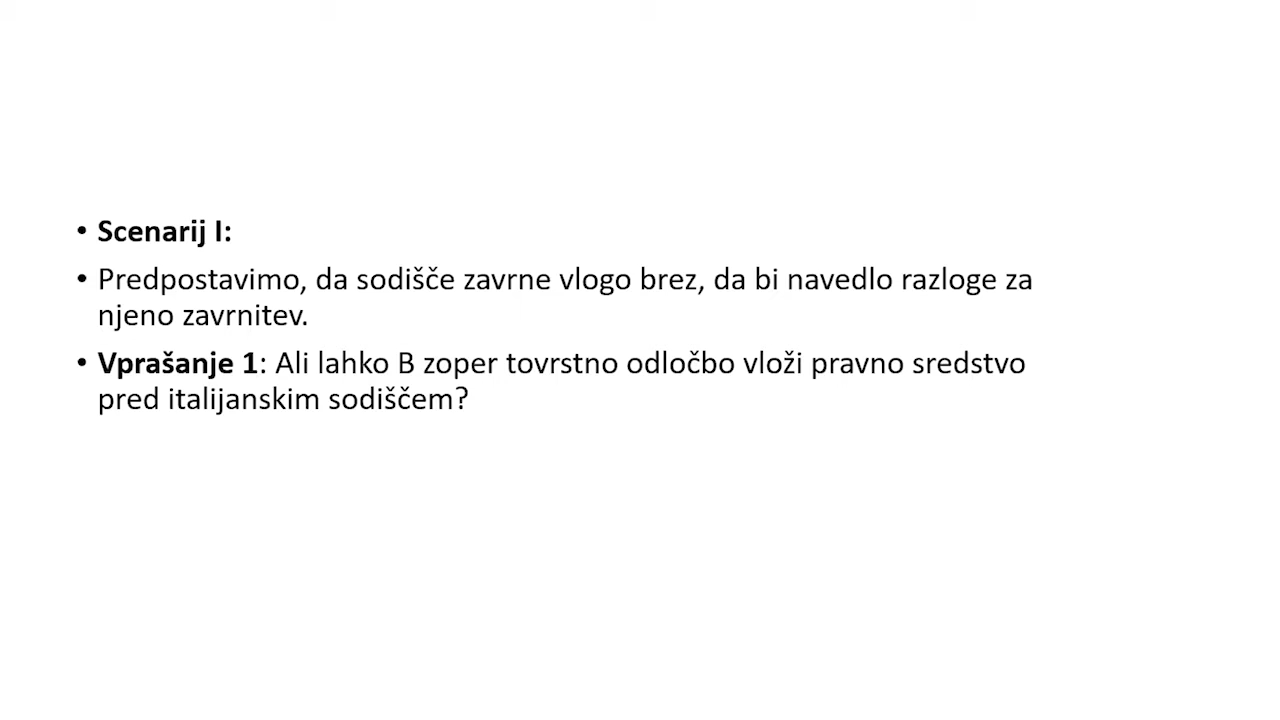 • Scenarij I:
• Predpostavimo, da sodišče zavrne vlogo brez, da bi navedlo razloge za
njeno zavrnitev.
• Vprašanje 1: Ali lahko B zoper tovrstno odločbo vloži pravno sredstvo
pred italijanskim sodiščem?